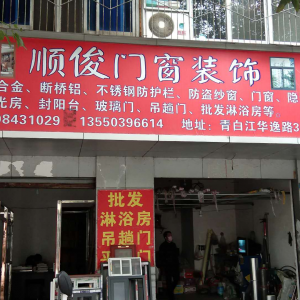 顺俊门窗装饰
合金、断桥铝、不锈钢防护栏、防盗纱窗、门窗、隐
光房、封阳台、玻璃门、吊趟门、批发淋浴房等
98431029 13550396614 地址：青白江华逸路3
批发
淋浴房
吊趟门